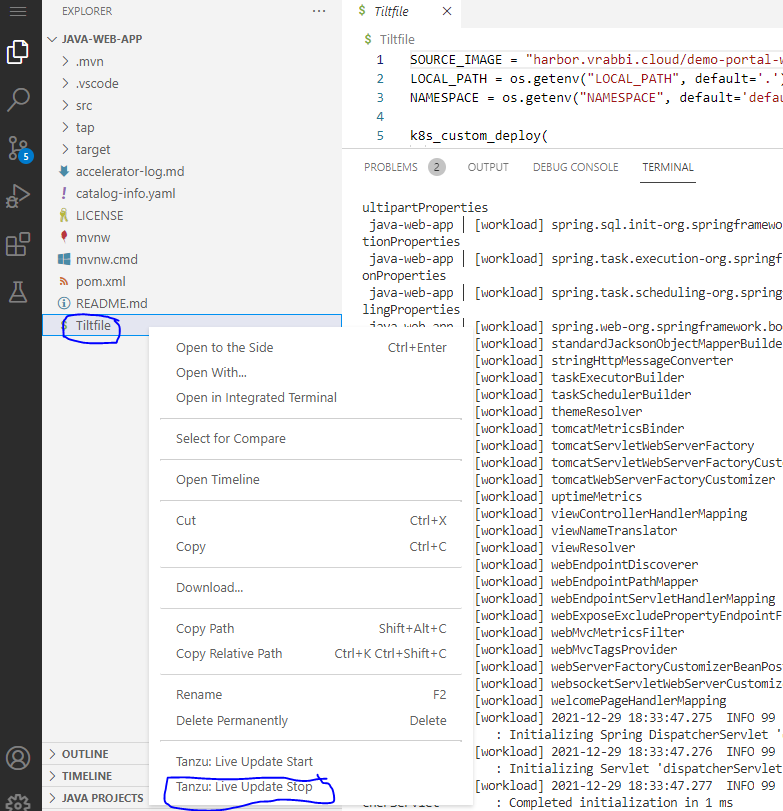 EXPLORER
JAVA-WEB-APP
.mvn
.vscode
src
tap
target
accelerator-log.md
catalog-info.yaml
LICENSE
mvnw
mvnw.cmd
pom.xml
README.md
Tiltfile
5
OUTLINE
TIMELINE
JAVA PROJECTS
Open to the Side Ctrl+Enter
Open With...
Open in Integrated Terminal
Select for Compare
Open Timeline
Cut Ctrl+X
Copy Ctrl+C
Download...
Copy Path Shift+Alt+C
Copy Relative Path Ctrl+K Ctrl+Shift+C
Rename F2
Delete Permanently Delete
Tanzu: Live Update Start
Tanzu: Live Update Stop
$ Tiltfile
$ Tiltfile
1 SOURCE_IMAGE = "harbor.vrabbi.cloud/demo-portal-w
2 LOCAL_PATH = os.getenv("LOCAL_PATH", default='.')
3 NAMESPACE = os.getenv("NAMESPACE", default='defau
4
5 k8s_custom_deploy(
PROBLEMS 2 OUTPUT DEBUG CONSOLE TERMINAL
ultipartProperties
java-web-app │ [workload] spring.sql.init-org.springframewo
tionProperties
java-web-app │ [workload] spring.task.execution-org.springf
onProperties
java-web-app │ [workload] spring.task.scheduling-org.spring
lingProperties
java-web-app │ [workload] spring.web-org.springframework.bo
[workload] standardJacksonObjectMapperBuilde
[workload] stringHttpMessageConverter
[workload] taskExecutorBuilder
[workload] taskSchedulerBuilder
[workload] themeResolver
[workload] tomcatMetricsBinder
[workload] tomcatServletWebServerFactory
[workload] tomcatServletWebServerFactoryCust
[workload] tomcatWebServerFactoryCustomizer
[workload] uptimeMetrics
[workload] viewControllerHandlerMapping
[workload] viewNameTranslator
[workload] viewResolver
[workload] webEndpointDiscoverer
[workload] webEndpointPathMapper
[workload] webEndpointServletHandlerMapping
[workload] webExposeExcludePropertyEndpointF
[workload] webMvcMetricsFilter
[workload] webMvcTagsProvider
[workload] webServerFactoryCustomizerBeanPos
[workload] websocketServletWebServerCustomiz
[workload] welcomePageHandlerMapping
[workload] 2021-12-29 18:33:47.275 INFO 99
: Initializing Spring DispatcherServlet '
[workload] 2021-12-29 18:33:47.276 INFO 99
: Initializing Servlet 'dispatcherServlet
[workload] 2021-12-29 18:33:47.277 INFO 99
cherServlet : Completed initialization in 1 ms